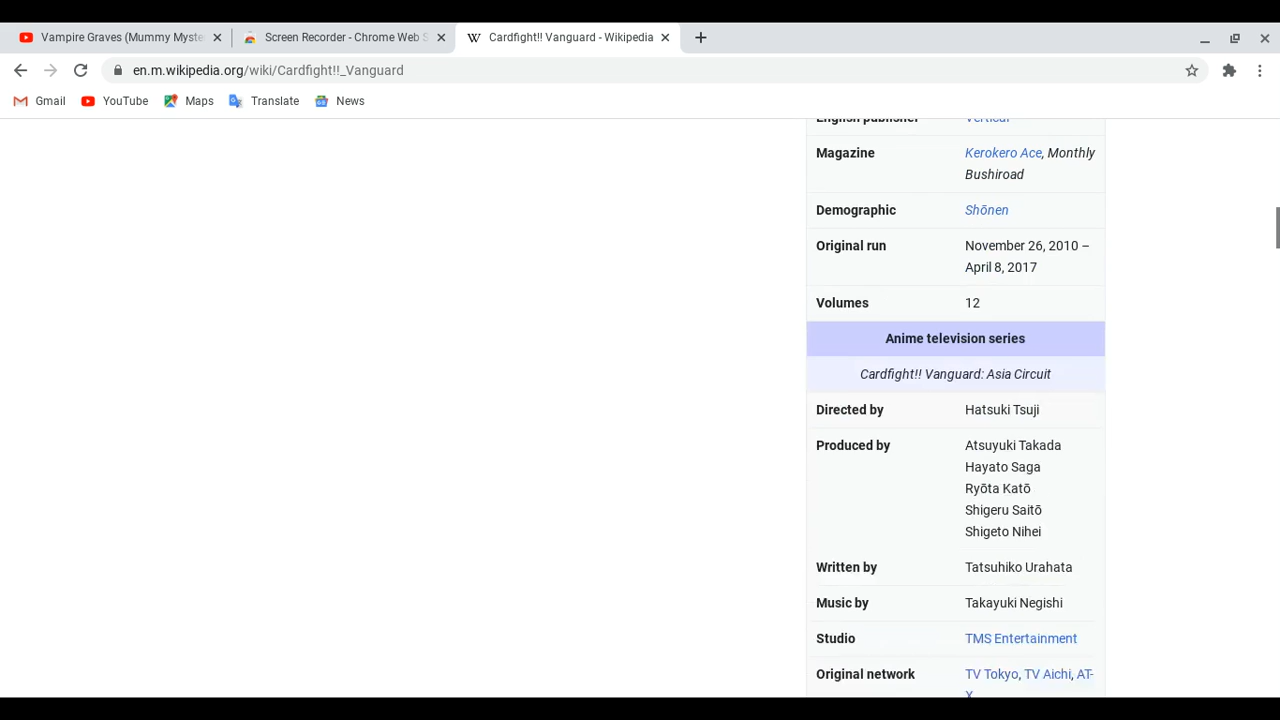 Vampire Graves (Mummy Myste
Screen Recorder - Chrome Web S
Cardfight!! Vanguard - Wikipedia
en.m.wikipedia.org/wiki/Cardfight!!_Vanguard
Gmail
YouTube
Maps
Translate
News
English publisher Vertical
Magazine Kerokero Ace, Monthly
Bushiroad
Demographic Shōnen
Original run November 26, 2010 –
April 8, 2017
Volumes 12
Anime television series
Cardfight!! Vanguard: Asia Circuit
Directed by Hatsuki Tsuji
Produced by Atsuyuki Takada
Hayato Saga
Ryōta Katō
Shigeru Saitō
Shigeto Nihei
Written by Tatsuhiko Urahata
Music by Takayuki Negishi
Studio TMS Entertainment
Original network TV Tokyo, TV Aichi, AT-
X